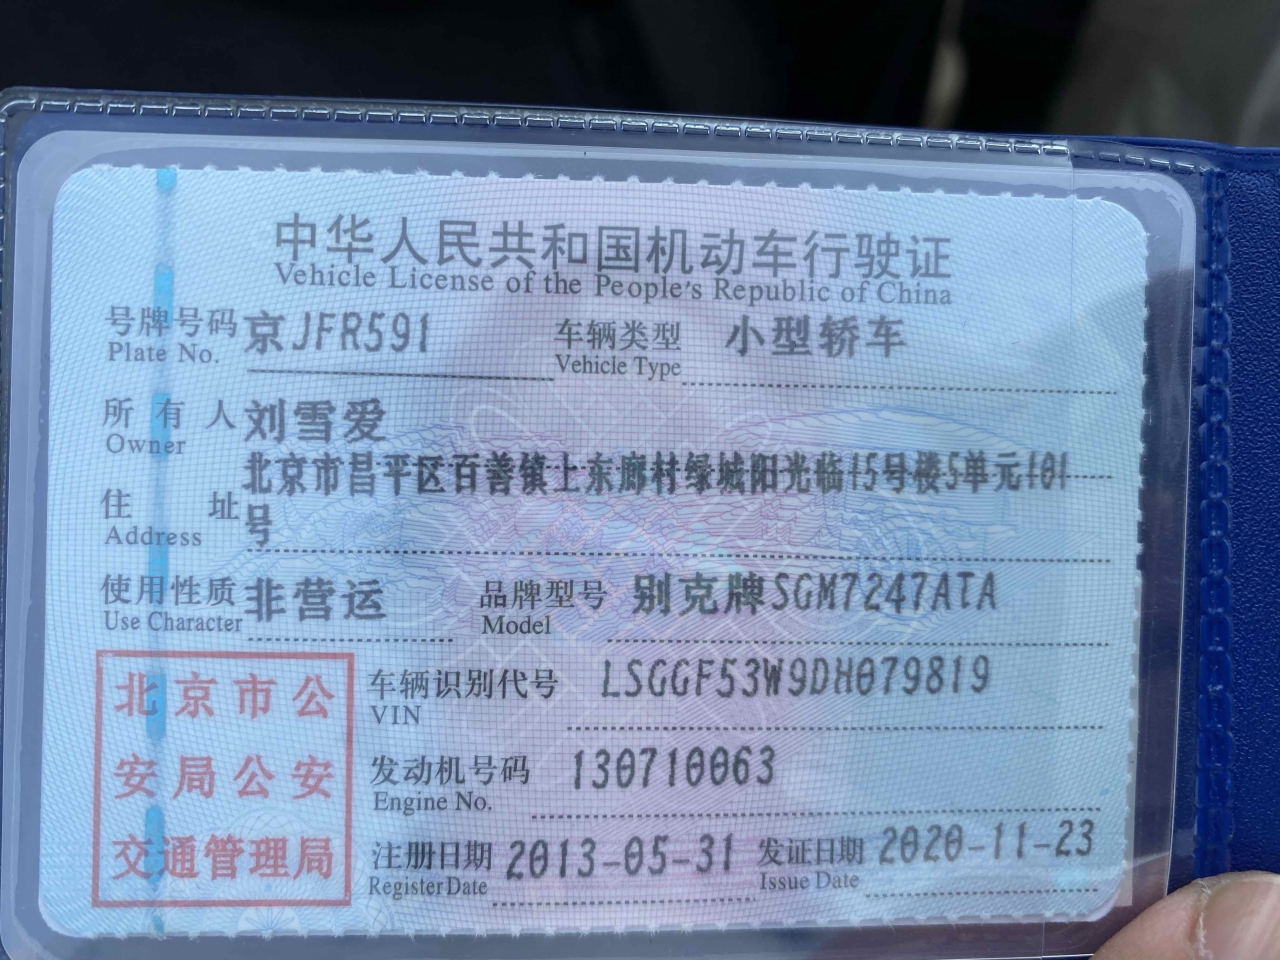 中华人民共和国机动车行驶证
Vehicle License of the People's Republic of China
号牌号码 京JFR591 车辆类型 小型轿车
Plate No. Vehicle Type
所有人 刘雪爱
Owner
北京市昌平区百善镇上东廊村绿城阳光临15号楼5单元101
住址 号
Address
使用性质 非营运 品牌型号 别克牌SGM7247ATA
Use Character Model
北京市公
安局公安
交通管理局
车辆识别代号 LSGGF53W9DH079819
VIN
发动机号码 130710063
Engine No.
注册日期 2013-05-31 发证日期 2020-11-23
Register Date Issue Date